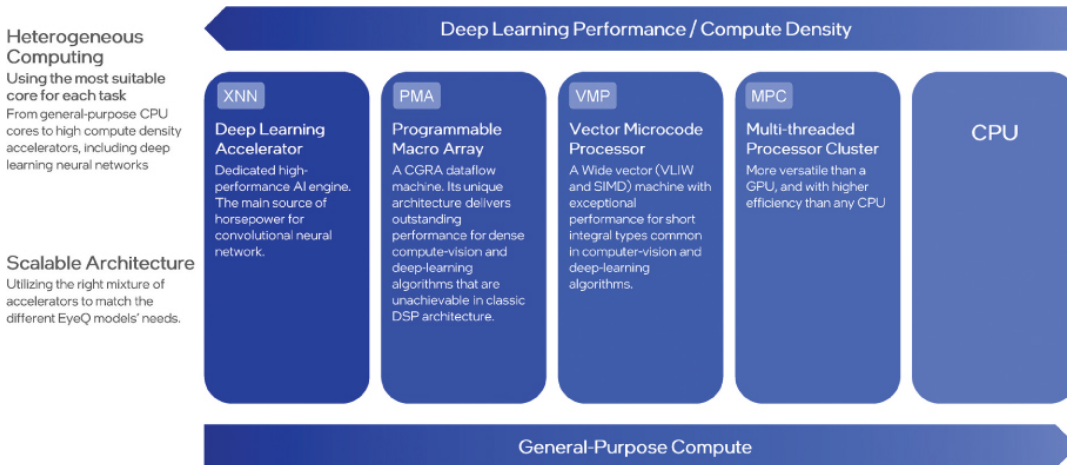 Deep Learning Performance / Compute Density
Heterogeneous
Computing
Using the most suitable
core for each task
From general-purpose CPU
cores to high compute density
accelerators, including deep
learning neural networks
Scalable Architecture
Utilizing the right mixture of
accelerators to match the
different EyeQ models' needs.
XNN
Deep Learning
Accelerator
Dedicated high-
performance AI engine.
The main source of
horsepower for
convolutional neural
network.
PMA
Programmable
Macro Array
A CGRA dataflow
machine. Its unique
architecture delivers
outstanding
performance for dense
compute-vision and
deep-learning
algorithms that are
unachievable in classic
DSP architecture.
VMP
Vector Microcode
Processor
A Wide vector (VLIW
and SIMD) machine with
exceptional
performance for short
integral types common
in computer-vision and
deep-learning
algorithms.
MPC
Multi-threaded
Processor Cluster
More versatile than a
GPU, and with higher
efficiency than any CPU
CPU
General-Purpose Compute